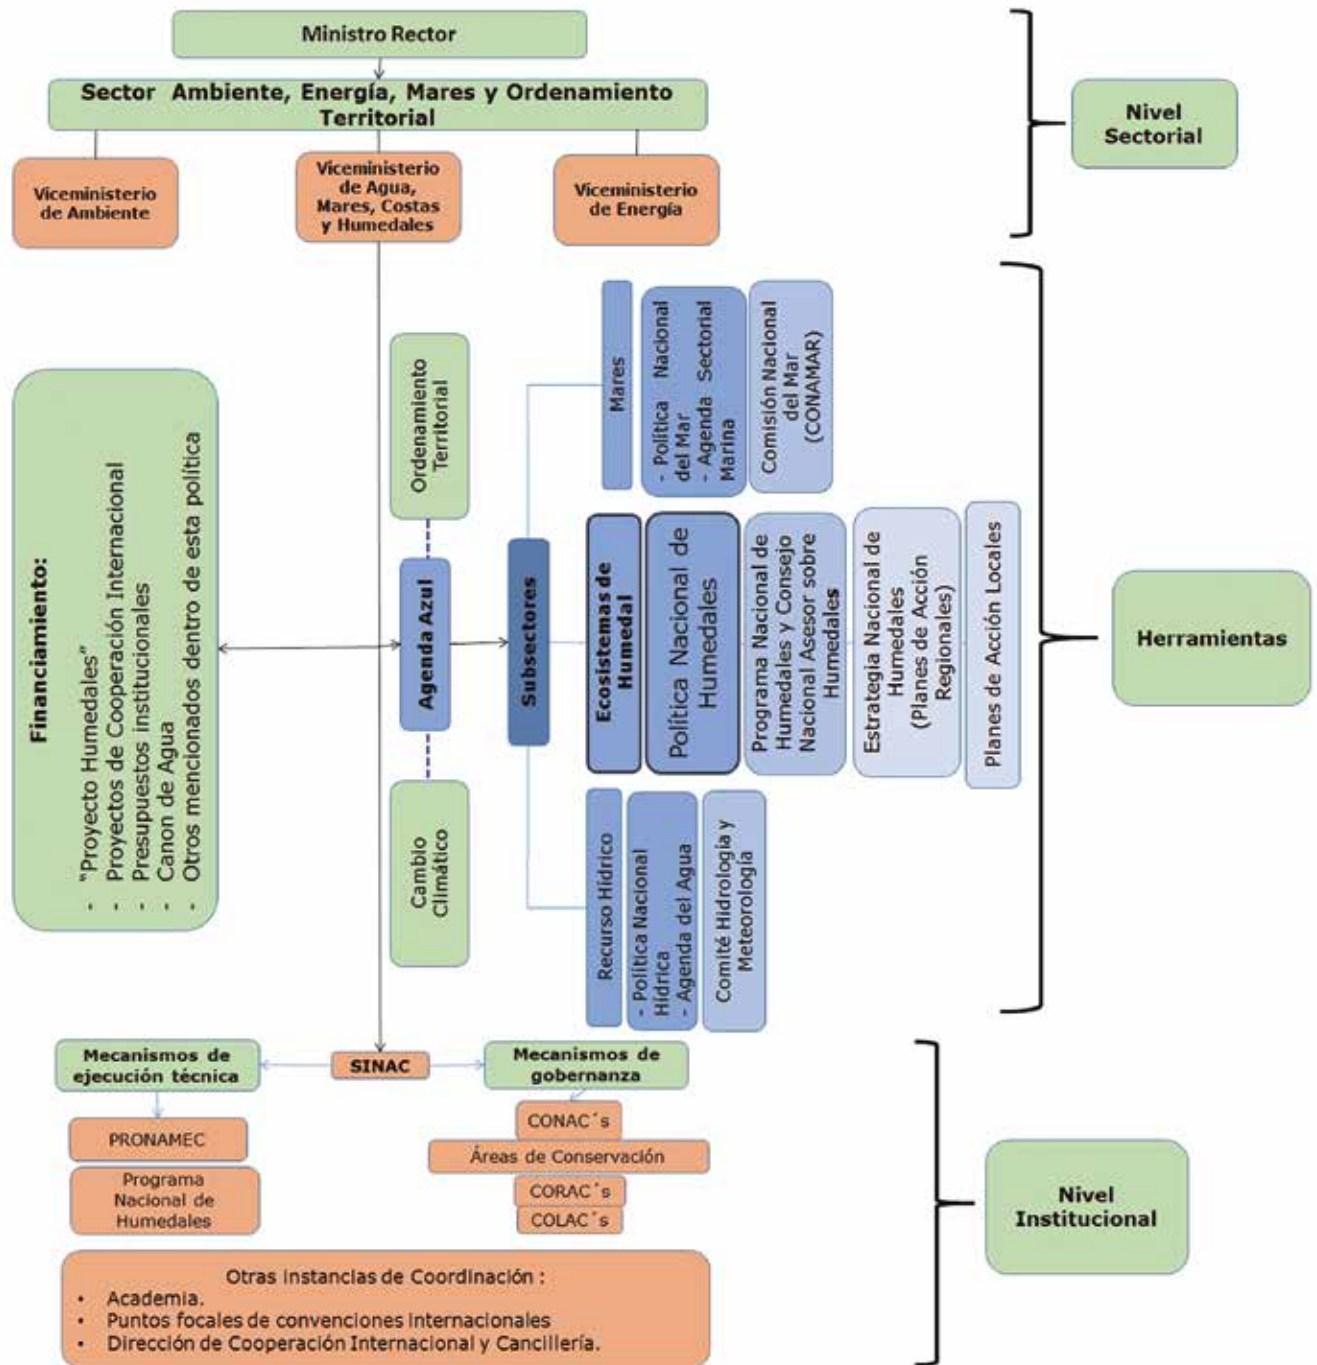 Ministro Rector
Sector Ambiente, Energía, Mares y Ordenamiento
Territorial
Viceministerio
de Ambiente
Viceministerio
de Agua,
Mares, Costas
y Humedales
Viceministerio
de Energía
Nivel
Sectorial
Financiamiento:
- "Proyecto Humedales"
- Proyectos de Cooperación Internacional
- Presupuestos institucionales
- Canon de Agua
- Otros mencionados dentro de esta política
Ordenamiento
Territorial
Agenda Azul
Cambio
Climático
Subsectores
Mares
- Política Nacional
del Mar
- Agenda Sectorial
Marina
Comisión Nacional
del Mar
(CONAMAR)
Ecosistemas de
Humedal
Política Nacional de
Humedales
Programa Nacional de
Humedales y Consejo
Nacional Asesor sobre
Humedales
Estrategia Nacional de
Humedales
(Planes de Acción
Regionales)
Planes de Acción Locales
Recurso Hídrico
- Política Nacional
Hídrica
- Agenda del Agua
Comité Hidrología y
Meteorología
Herramientas
Mecanismos de
ejecución técnica
SINAC
Mecanismos de
gobernanza
PRONAMEC
Programa
Nacional de
Humedales
CONAC´s
Áreas de Conservación
CORAC´s
COLAC´s
Nivel
Institucional
Otras instancias de Coordinación :
• Academia.
• Puntos focales de convenciones internacionales
• Dirección de Cooperación Internacional y Cancillería.